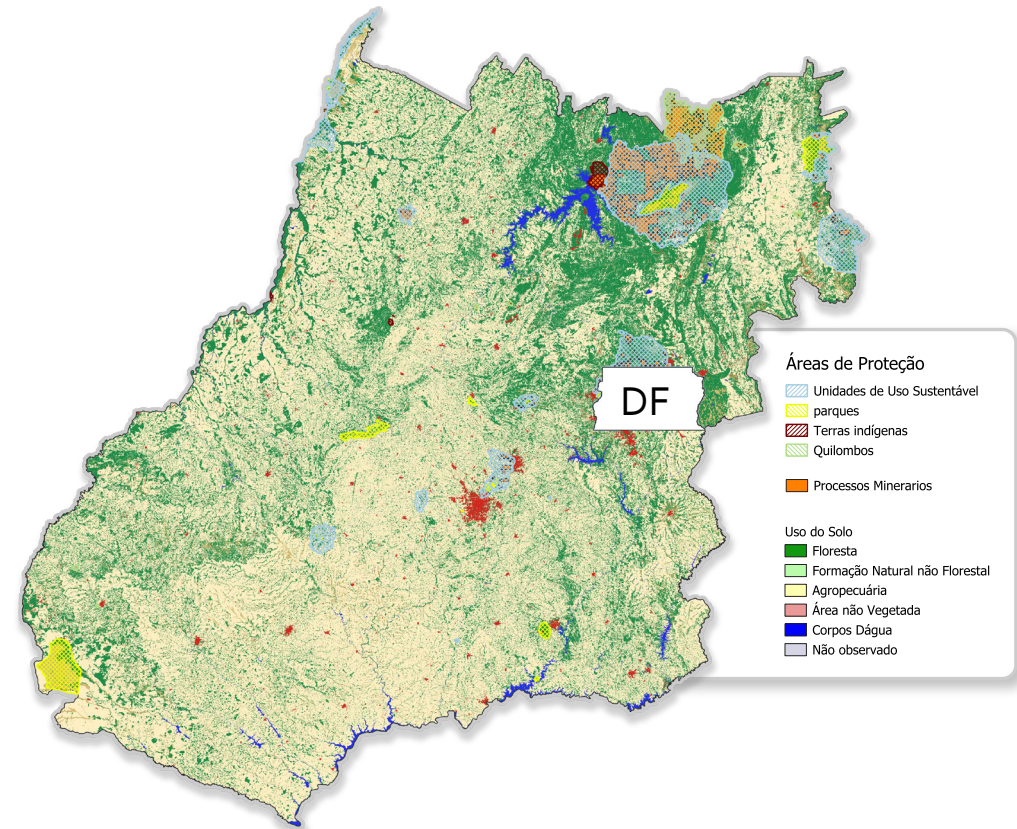 DF
Áreas de Proteção
Unidades de Uso Sustentável
parques
Terras indígenas
Quilombos
Processos Minerarios
Uso do Solo
Floresta
Formação Natural não Florestal
Agropecuária
Área não Vegetada
Corpos Dágua
Não observado